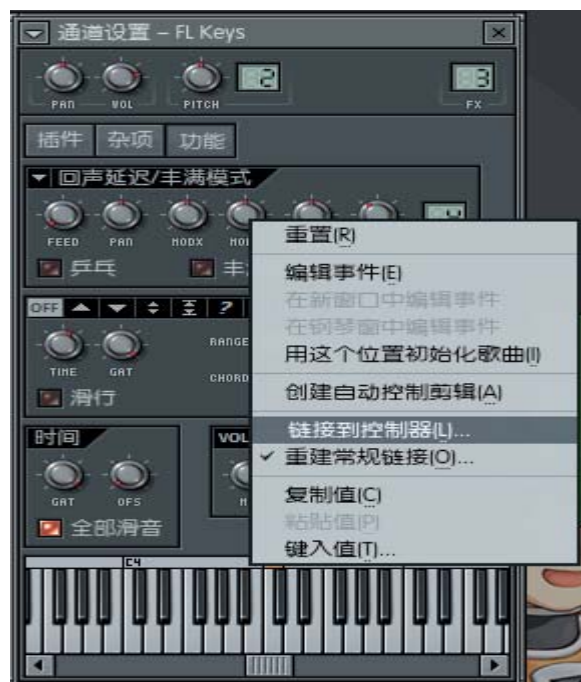 通道设置 – FL Keys
PAN VOL PITCH 2 3 FX
插件 杂项 功能
回声延迟/丰满模式
FEED PAN MODX
乒乓 丰
重置(R)
编辑事件(E)
在新窗口中编辑事件
在钢琴窗中编辑事件
用这个位置初始化歌曲(I)
创建自动控制剪辑(A)
链接到控制器(L)...
重建常规链接(O)...
复制值(C)
粘贴值(P)
键入值(T)...
OFF ?
RANGE
TIME GAT CHORD
滑行
时间 VOL
GAT OFS
全部滑音
C4